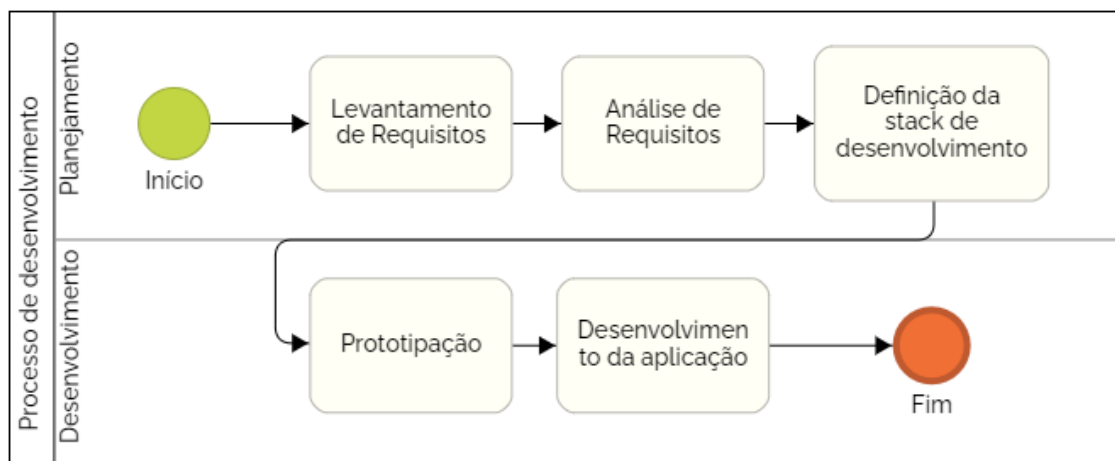 Processo de desenvolvimento
Planejamento
Início
Levantamento
de Requisitos
Análise de
Requisitos
Definição da
stack de
desenvolvimento
Desenvolvimento
Prototipação
Desenvolvimen
to da aplicação
Fim